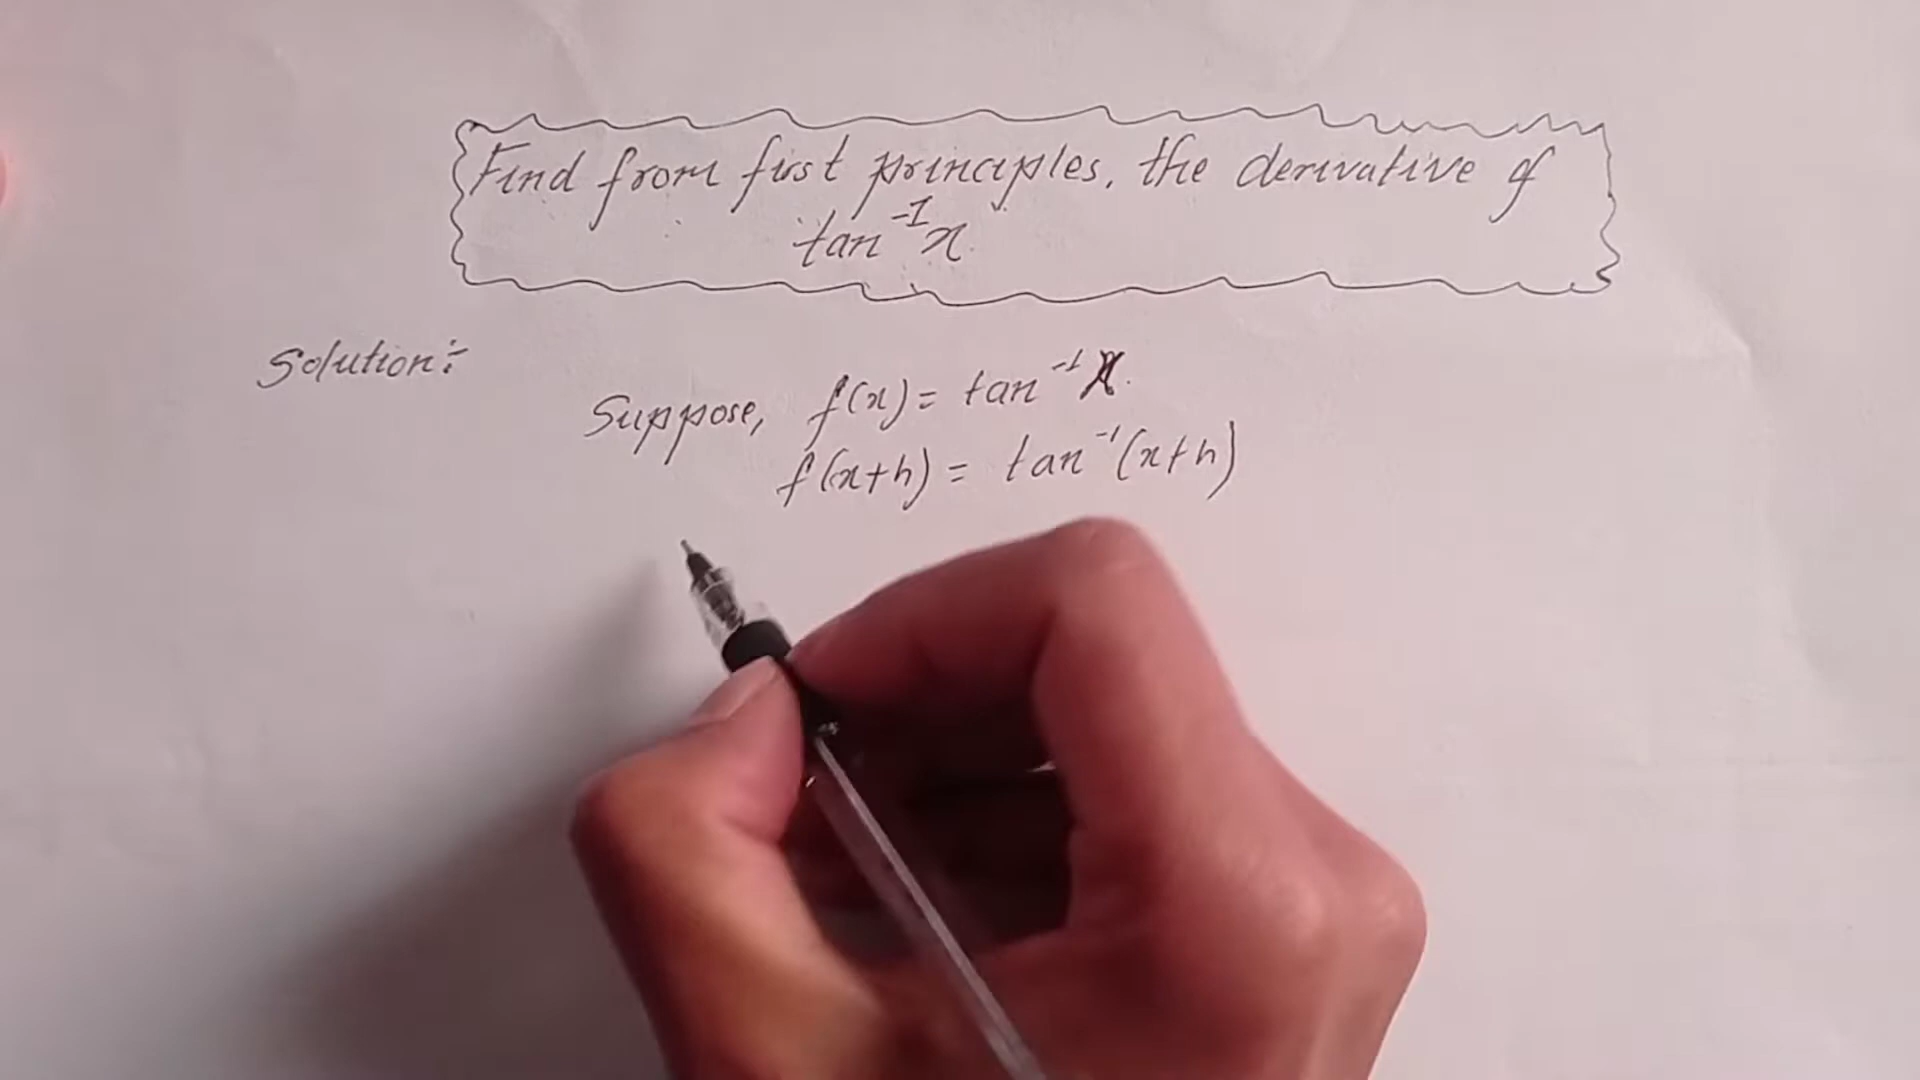 Find from first principles, the derivative of
tan⁻¹x.
Solution:-
Suppose, f(x) = tan⁻¹x.
f(x+h) = tan⁻¹(x+h)